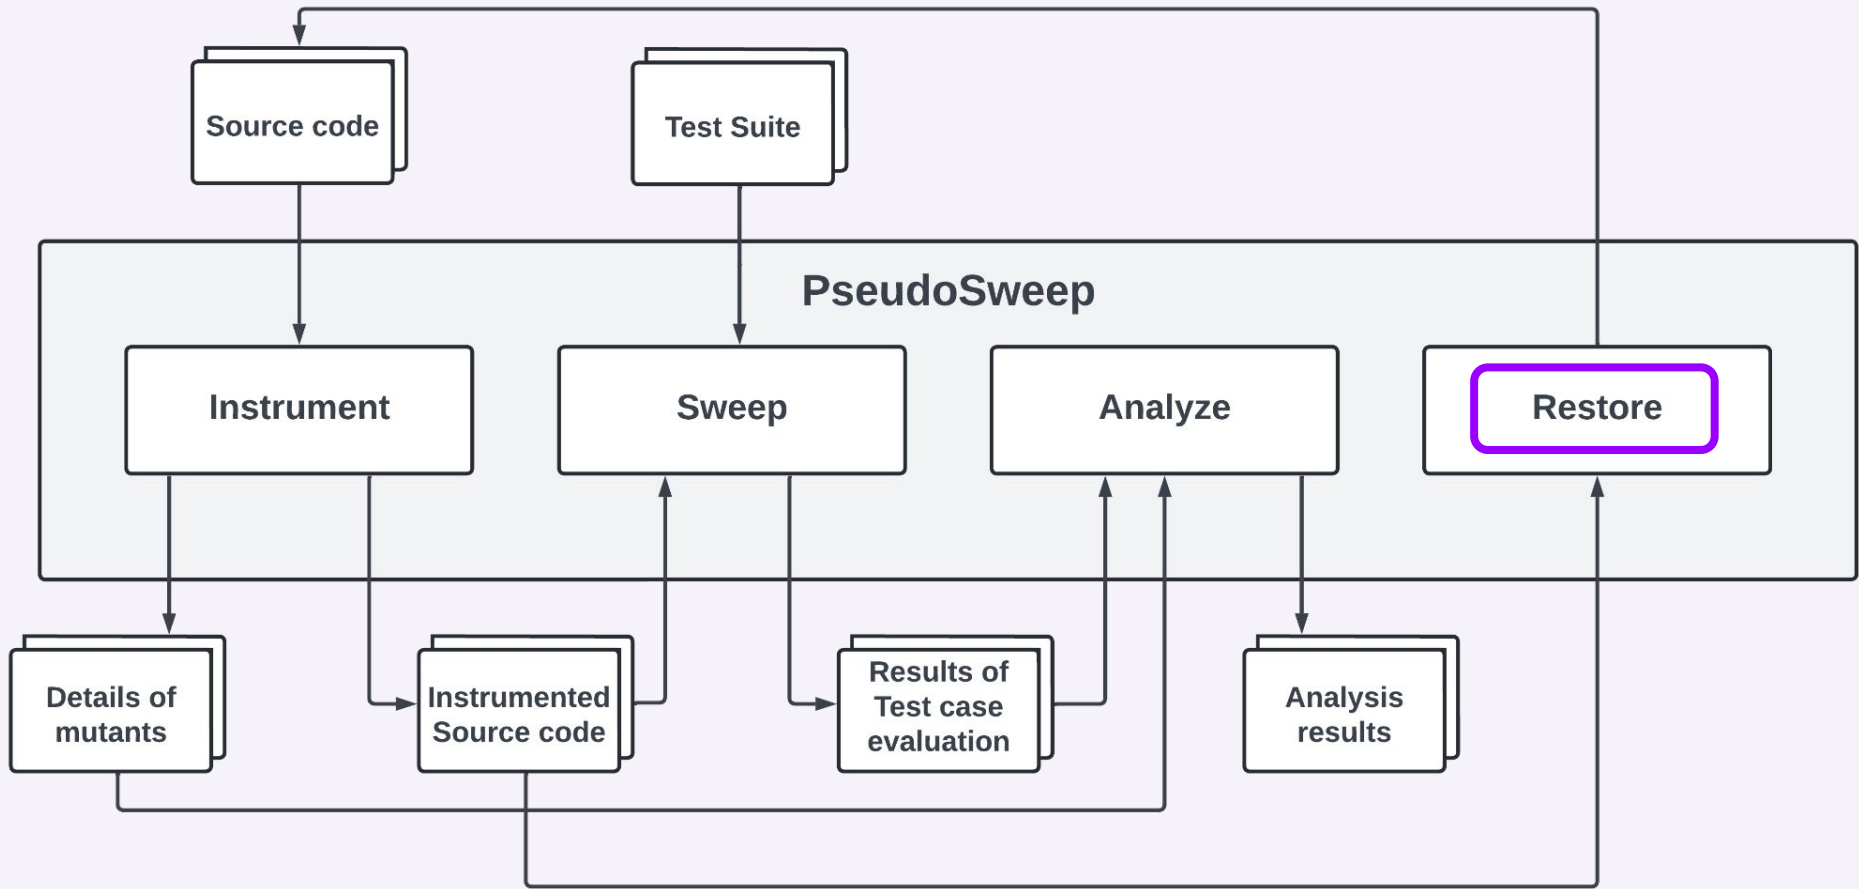 Source code
Test Suite
PseudoSweep
Instrument
Sweep
Analyze
Restore
Details of
mutants
Instrumented
Source code
Results of
Test case
evaluation
Analysis
results